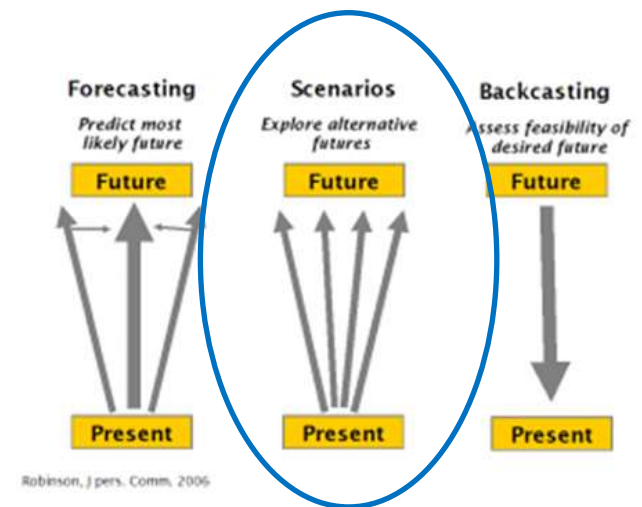 Forecasting
Predict most
likely future
Future
Present
Scenarios
Explore alternative
futures
Future
Present
Backcasting
Assess feasibility of
desired future
Future
Present
Robinson, J pers. Comm. 2006